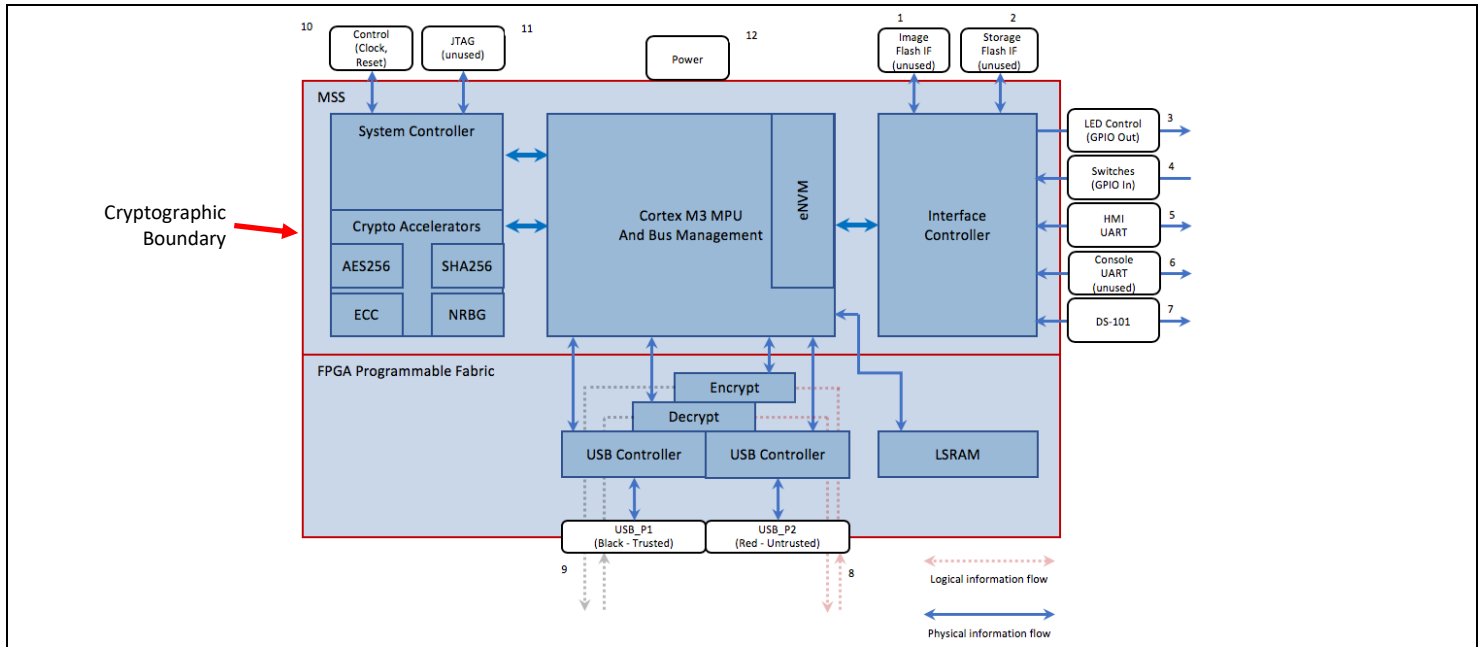 10
Control
(Clock,
Reset)
JTAG
(unused)
11
Power
12
1
Image
Flash IF
(unused)
2
Storage
Flash IF
(unused)
MSS
System Controller
Crypto Accelerators
AES256
SHA256
ECC
NRBG
Cortex M3 MPU
And Bus Management
eNVM
Interface
Controller
LED Control
(GPIO Out)
3
Switches
(GPIO In)
4
HMI
UART
5
Console
UART
(unused)
6
DS-101
7
Cryptographic
Boundary
FPGA Programmable Fabric
Encrypt
Decrypt
USB Controller
USB Controller
LSRAM
USB_P1
(Black - Trusted)
USB_P2
(Red - Untrusted)
9
8
Logical information flow
Physical information flow